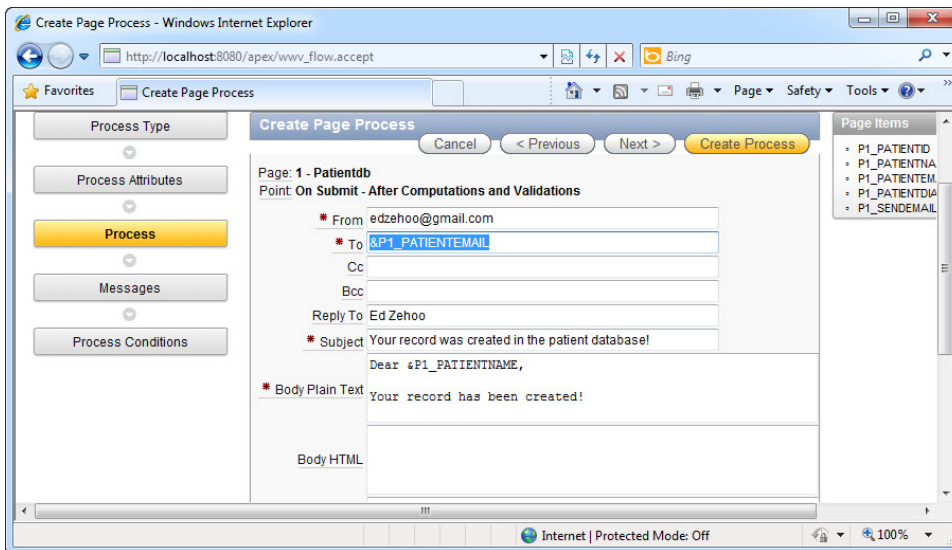 Create Page Process - Windows Internet Explorer
http://localhost:8080/apex/wwv_flow.accept
Bing
Favorites
Create Page Process
Page
Safety
Tools
>>
Process Type
Process Attributes
Process
Messages
Process Conditions
Create Page Process
Cancel
< Previous
Next >
Create Process
Page: 1 - Patientdb
Point: On Submit - After Computations and Validations
* From edzehoo@gmail.com
* To &P1_PATIENTEMAIL
Cc
Bcc
Reply To Ed Zehoo
* Subject Your record was created in the patient database!
* Body Plain Text
Dear &P1_PATIENTNAME,
Your record has been created!
Body HTML
Page Items
P1_PATIENTID
P1_PATIENTNA
P1_PATIENTEM
P1_PATIENTDIA
P1_SENDEMAIL
Internet | Protected Mode: Off
100%